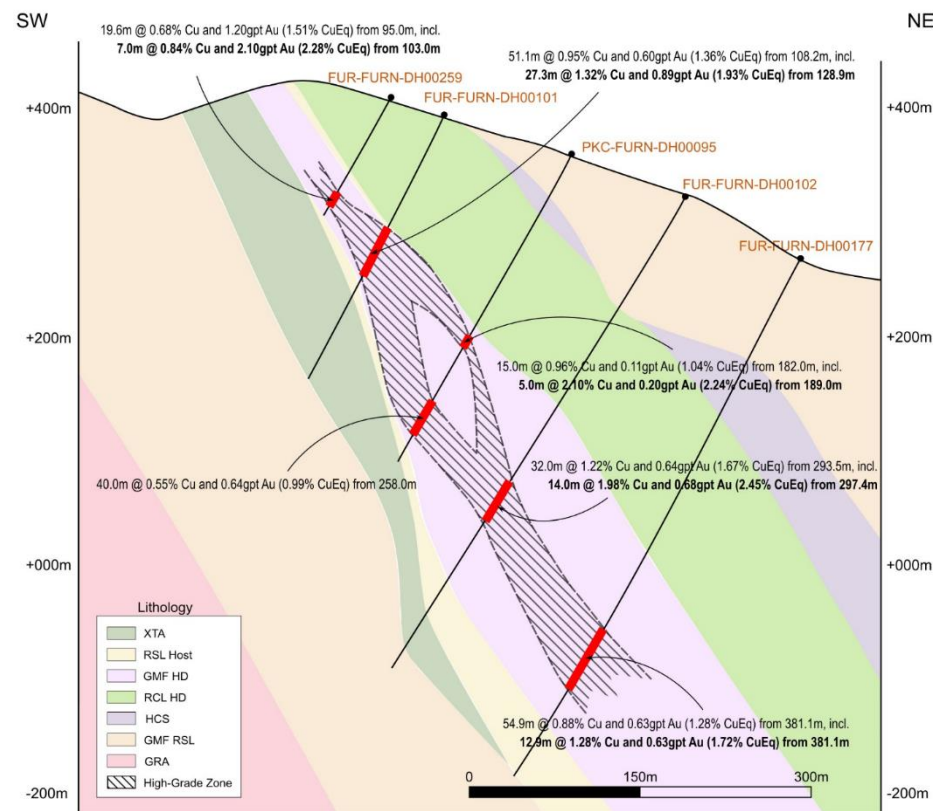 SW
NE
19.6m @ 0.68% Cu and 1.20gpt Au (1.51% CuEq) from 95.0m, incl.
7.0m @ 0.84% Cu and 2.10gpt Au (2.28% CuEq) from 103.0m
51.1m @ 0.95% Cu and 0.60gpt Au (1.36% CuEq) from 108.2m, incl.
27.3m @ 1.32% Cu and 0.89gpt Au (1.93% CuEq) from 128.9m
FUR-FURN-DH00259
FUR-FURN-DH00101
PKC-FURN-DH00095
FUR-FURN-DH00102
FUR-FURN-DH00177
+400m
+400m
+200m
+200m
15.0m @ 0.96% Cu and 0.11gpt Au (1.04% CuEq) from 182.0m, incl.
5.0m @ 2.10% Cu and 0.20gpt Au (2.24% CuEq) from 189.0m
40.0m @ 0.55% Cu and 0.64gpt Au (0.99% CuEq) from 258.0m
32.0m @ 1.22% Cu and 0.64gpt Au (1.67% CuEq) from 293.5m, incl.
14.0m @ 1.98% Cu and 0.68gpt Au (2.45% CuEq) from 297.4m
+000m
+000m
Lithology
XTA
RSL Host
GMF HD
RCL HD
HCS
GMF RSL
GRA
High-Grade Zone
54.9m @ 0.88% Cu and 0.63gpt Au (1.28% CuEq) from 381.1m, incl.
12.9m @ 1.28% Cu and 0.63gpt Au (1.72% CuEq) from 381.1m
0
150m
300m
-200m
-200m